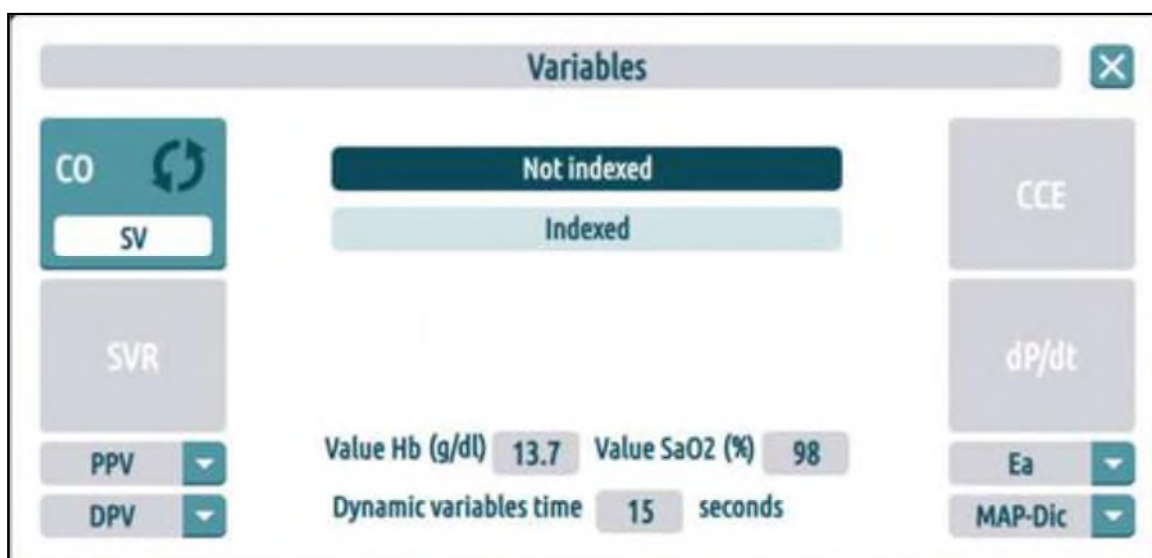 Variables
CO
SV
SVR
PPV
DPV
Not indexed
Indexed
Value Hb (g/dl) 13.7 Value SaO2 (%) 98
Dynamic variables time 15 seconds
CCE
dP/dt
Ea
MAP-Dic